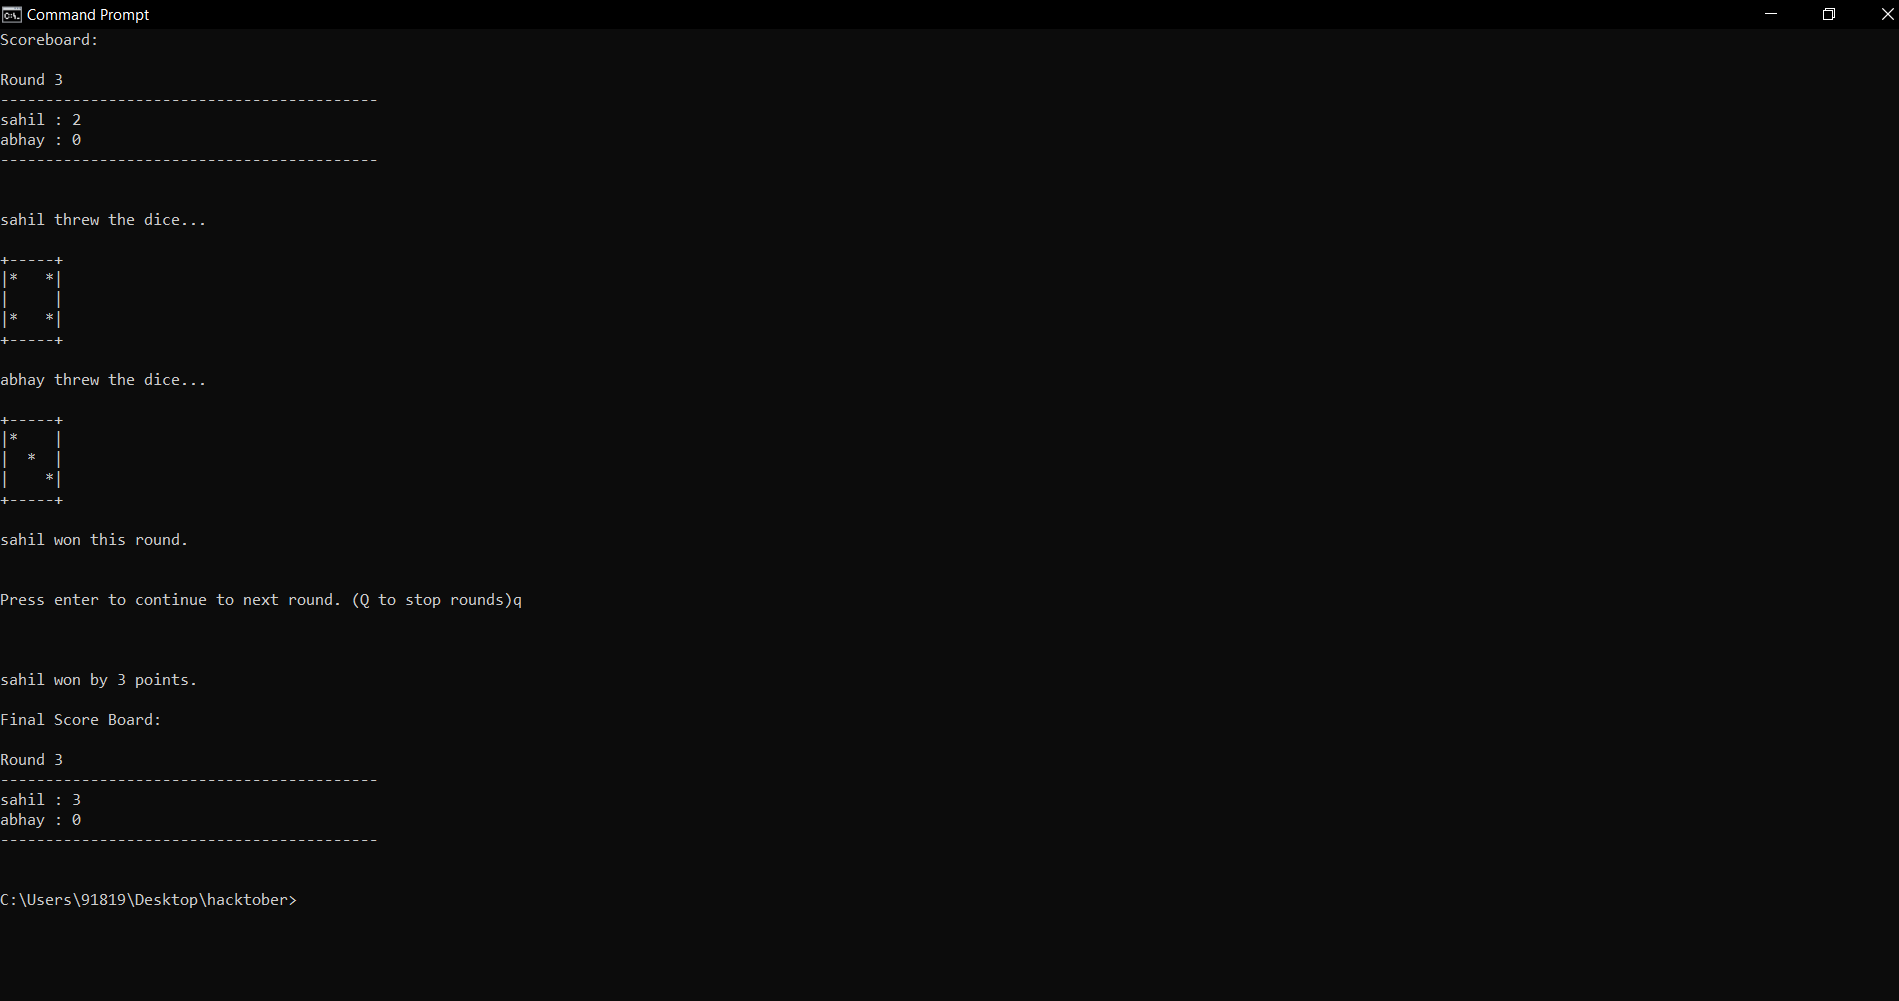 Command Prompt
Scoreboard:
Round 3
------------------------------------------
sahil : 2
abhay : 0
------------------------------------------
sahil threw the dice...
+-----+
|*   *|
|     |
|*   *|
+-----+
abhay threw the dice...
+-----+
|*    |
|  *  |
|    *|
+-----+
sahil won this round.
Press enter to continue to next round. (Q to stop rounds)q
sahil won by 3 points.
Final Score Board:
Round 3
------------------------------------------
sahil : 3
abhay : 0
------------------------------------------
C:\Users\91819\Desktop\hacktober>